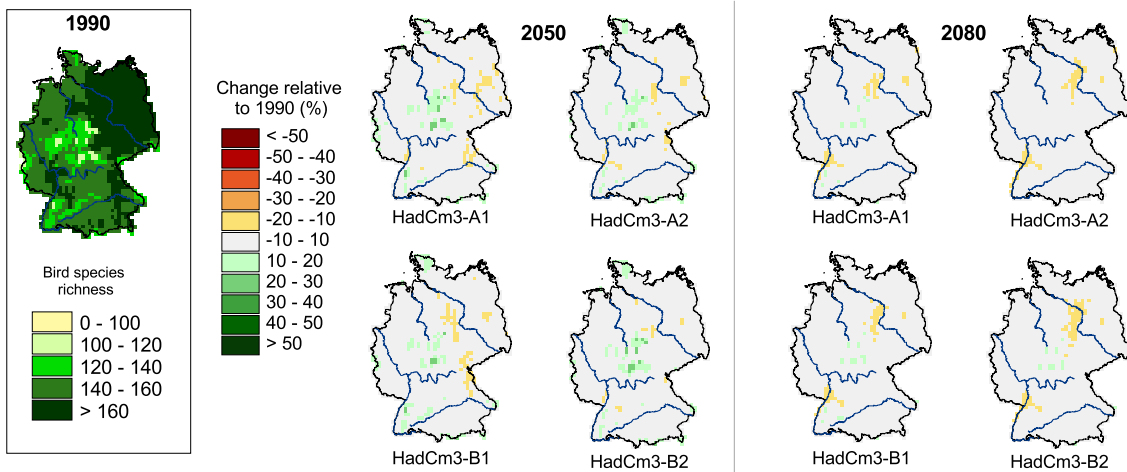 1990
Bird species
richness
0 - 100
100 - 120
120 - 140
140 - 160
> 160
Change relative
to 1990 (%)
< -50
-50 - -40
-40 - -30
-30 - -20
-20 - -10
-10 - 10
10 - 20
20 - 30
30 - 40
40 - 50
> 50
2050
HadCm3-A1
HadCm3-A2
HadCm3-B1
HadCm3-B2
2080
HadCm3-A1
HadCm3-A2
HadCm3-B1
HadCm3-B2